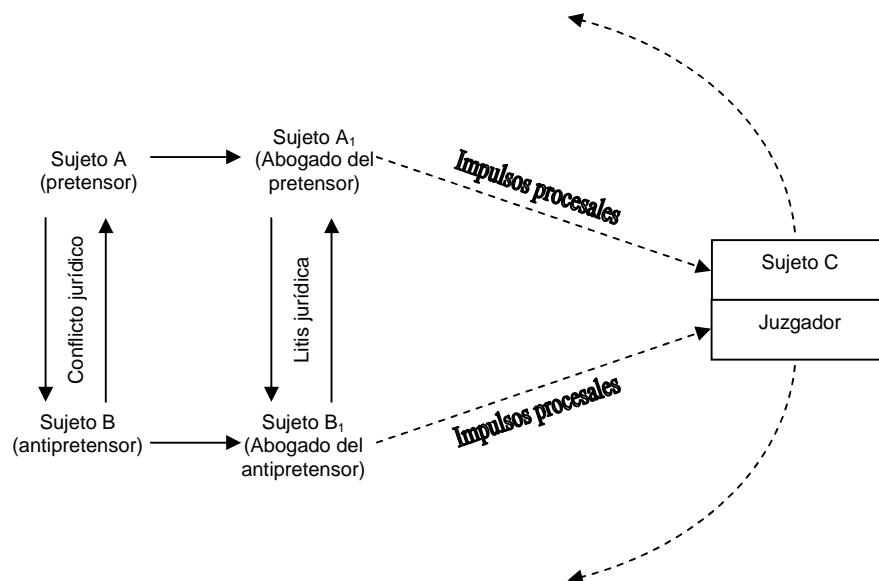 Sujeto A
(pretensor)
Sujeto A₁
(Abogado del
pretensor)
Impulsos procesales
Conflicto jurídico
Litis jurídica
Sujeto C
Juzgador
Sujeto B
(antipretensor)
Sujeto B₁
(Abogado del
antipretensor)
Impulsos procesales